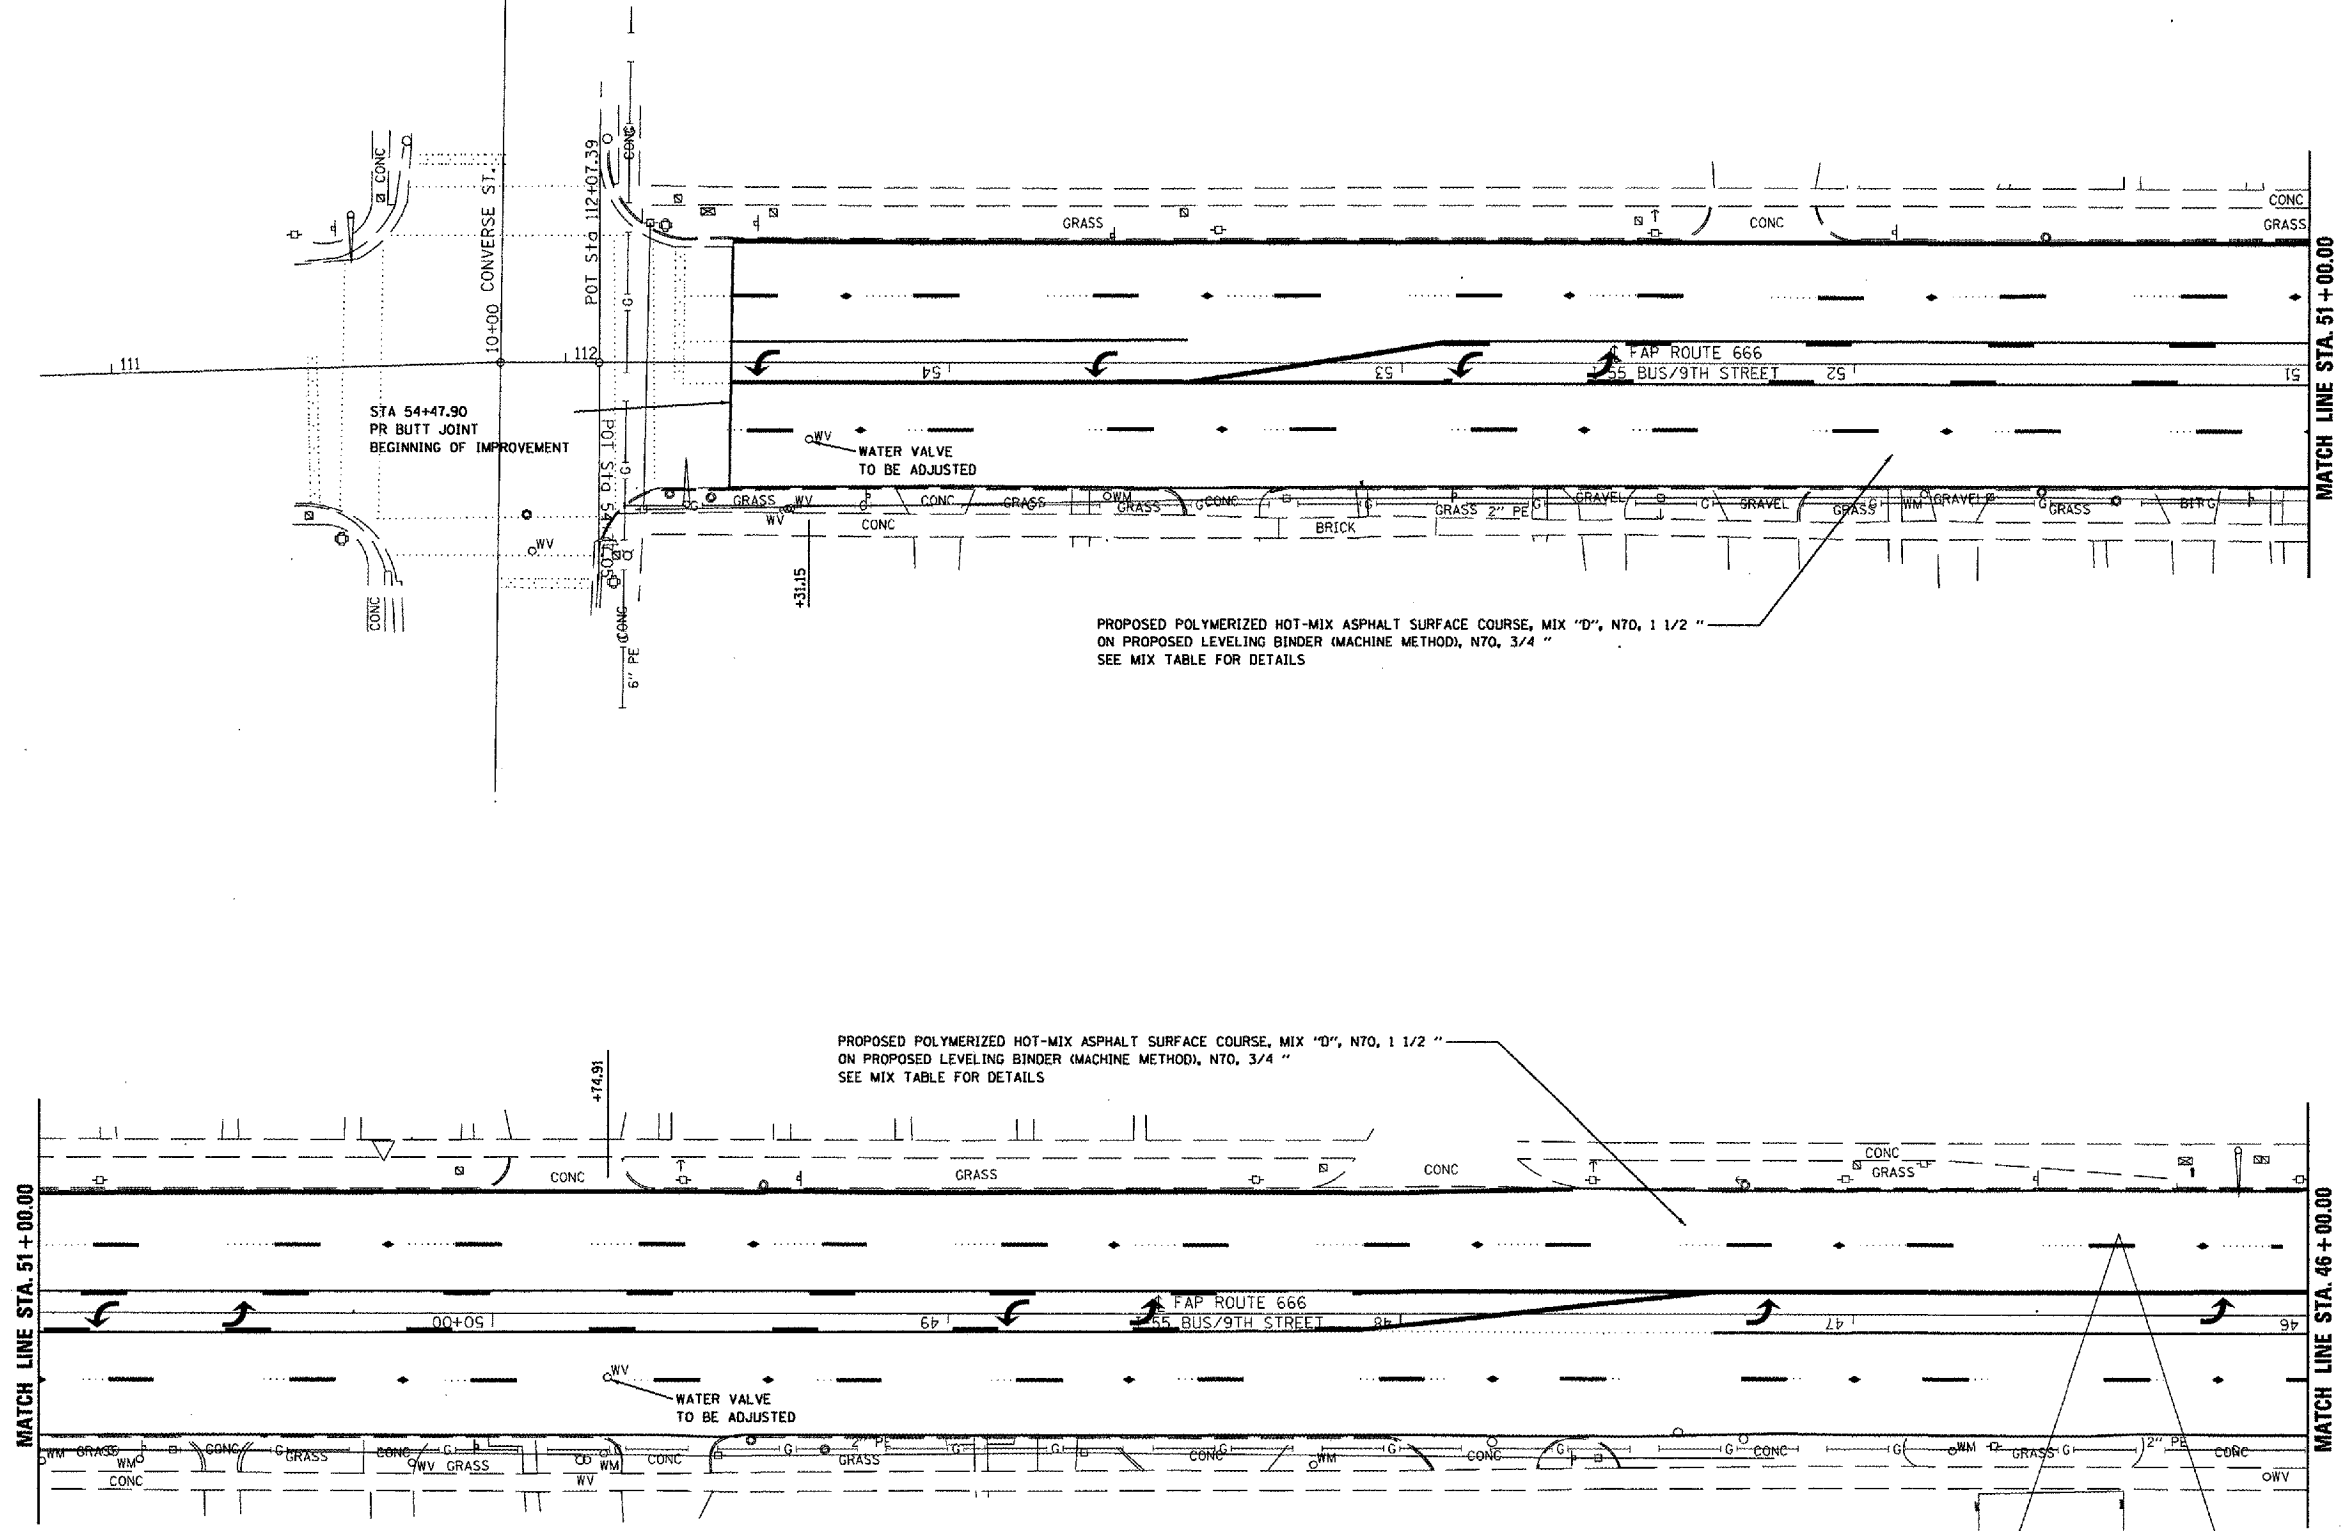 CONC
CONC
10+00 CONVERSE ST.
POT Sta 112+07.39
CONC
GRASS
CONC
GRASS
CONC
MATCH LINE STA. 51+00.00
111
112
54
53
52
51
FAP ROUTE 666
55 BUS/9TH STREET
STA 54+47.90
PR BUTT JOINT
BEGINNING OF IMPROVEMENT
WV
WATER VALVE
TO BE ADJUSTED
G
G
GRASS
WV
WV
G
CONC
GRASS
WM
GRASS
G
CONC
G
GRASS 2" PE
G
GRAVEL
G
GRAVEL
GRASS
G
WM
GRAVEL
G
GRASS
BIT
G
CONC
BRICK
WV
CONC
CONC
6" PE
+31.15
PROPOSED POLYMERIZED HOT-MIX ASPHALT SURFACE COURSE, MIX "D", N70, 1 1/2 "
ON PROPOSED LEVELING BINDER (MACHINE METHOD), N70, 3/4 "
SEE MIX TABLE FOR DETAILS
PROPOSED POLYMERIZED HOT-MIX ASPHALT SURFACE COURSE, MIX "D", N70, 1 1/2 "
ON PROPOSED LEVELING BINDER (MACHINE METHOD), N70, 3/4 "
SEE MIX TABLE FOR DETAILS
+74.91
CONC
GRASS
CONC
CONC
GRASS
MATCH LINE STA. 51+00.00
MATCH LINE STA. 46+00.00
50+00
49
48
47
46
FAP ROUTE 666
55 BUS/9TH STREET
WV
WATER VALVE
TO BE ADJUSTED
WM
GRASS
WM
CONC
G
GRASS
CONC
G
WV
GRASS
WM
WV
CONC
G
2" PE
GRASS
G
G
CONC
G
WM
G
CONC
G
G
CONC
G
WM
GRASS
G
2" PE
CONC
WV
CONC